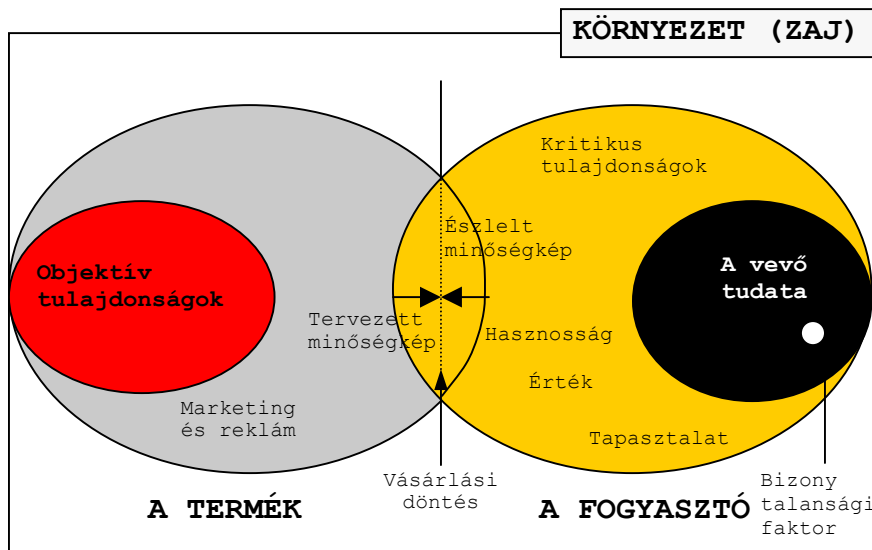 KÖRNYEZET (ZAJ)
Kritikus
tulajdonságok
Észlelt
minőségkép
Objektív
tulajdonságok
A vevő
tudata
Tervezett
minőségkép
Hasznosság
Érték
Marketing
és reklám
Tapasztalat
Vásárlási
döntés
A TERMÉK
A FOGYASZTÓ
Bizony
talansági
faktor